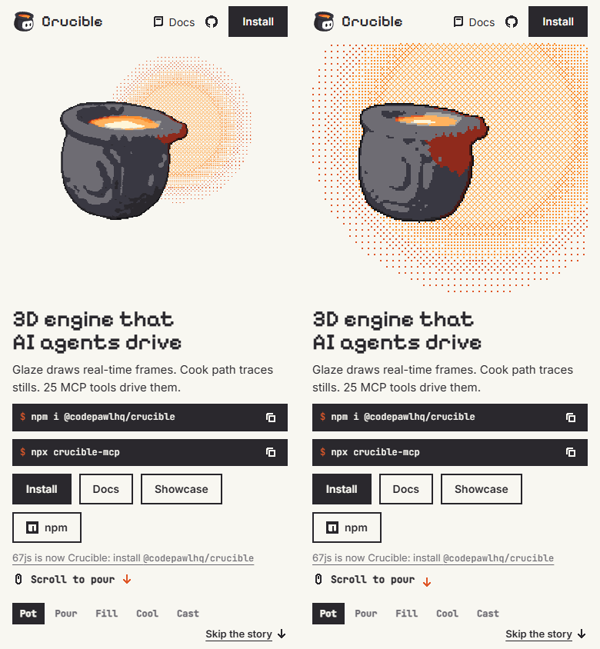 Crucible
Docs
Install
3D engine that
AI agents drive
Glaze draws real-time frames. Cook path traces
stills. 25 MCP tools drive them.
$ npm i @codepawlhq/crucible
$ npx crucible-mcp
Install
Docs
Showcase
npm
67js is now Crucible: install @codepawlhq/crucible
Scroll to pour
Pot Pour Fill Cool Cast
Skip the story
Crucible
Docs
Install
3D engine that
AI agents drive
Glaze draws real-time frames. Cook path traces
stills. 25 MCP tools drive them.
$ npm i @codepawlhq/crucible
$ npx crucible-mcp
Install
Docs
Showcase
npm
67js is now Crucible: install @codepawlhq/crucible
Scroll to pour
Pot Pour Fill Cool Cast
Skip the story